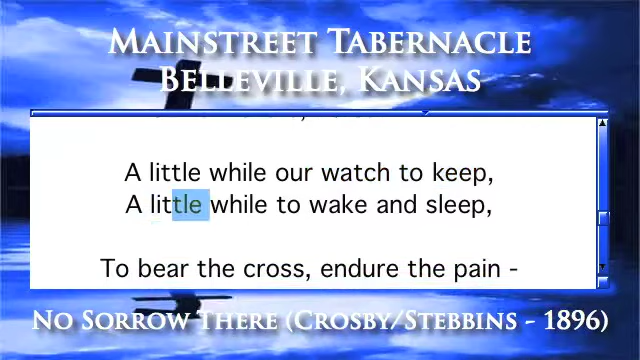 Mainstreet Tabernacle
Belleville, Kansas
A little while our watch to keep,
A little while to wake and sleep,
To bear the cross, endure the pain -
No Sorrow There (Crosby/Stebbins - 1896)